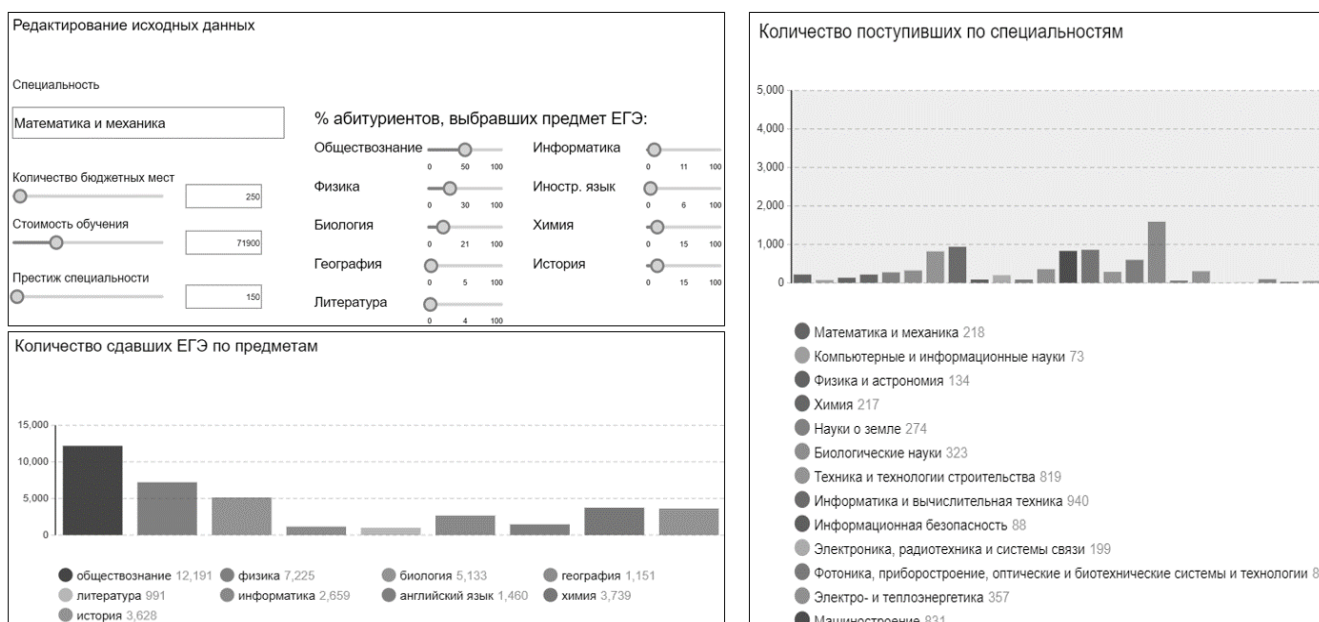 Редактирование исходных данных
Специальность
Математика и механика
Количество бюджетных мест
250
Стоимость обучения
71900
Престиж специальности
150
% абитуриентов, выбравших предмет ЕГЭ:
Обществознание
0 50 100
Физика
0 30 100
Биология
0 21 100
География
0 5 100
Литература
0 4 100
Информатика
0 11 100
Иностр. язык
0 6 100
Химия
0 15 100
История
0 15 100
Количество сдавших ЕГЭ по предметам
15,000
10,000
5,000
0
обществознание 12,191 физика 7,225 биология 5,133 география 1,151
литература 991 информатика 2,659 английский язык 1,460 химия 3,739
история 3,628
Количество поступивших по специальностям
5,000
4,000
3,000
2,000
1,000
0
Математика и механика 218
Компьютерные и информационные науки 73
Физика и астрономия 134
Химия 217
Науки о земле 274
Биологические науки 323
Техника и технологии строительства 819
Информатика и вычислительная техника 940
Информационная безопасность 88
Электроника, радиотехника и системы связи 199
Фотоника, приборостроение, оптические и биотехнические системы и технологии 8
Электро- и теплоэнергетика 357
Машиностроение 831